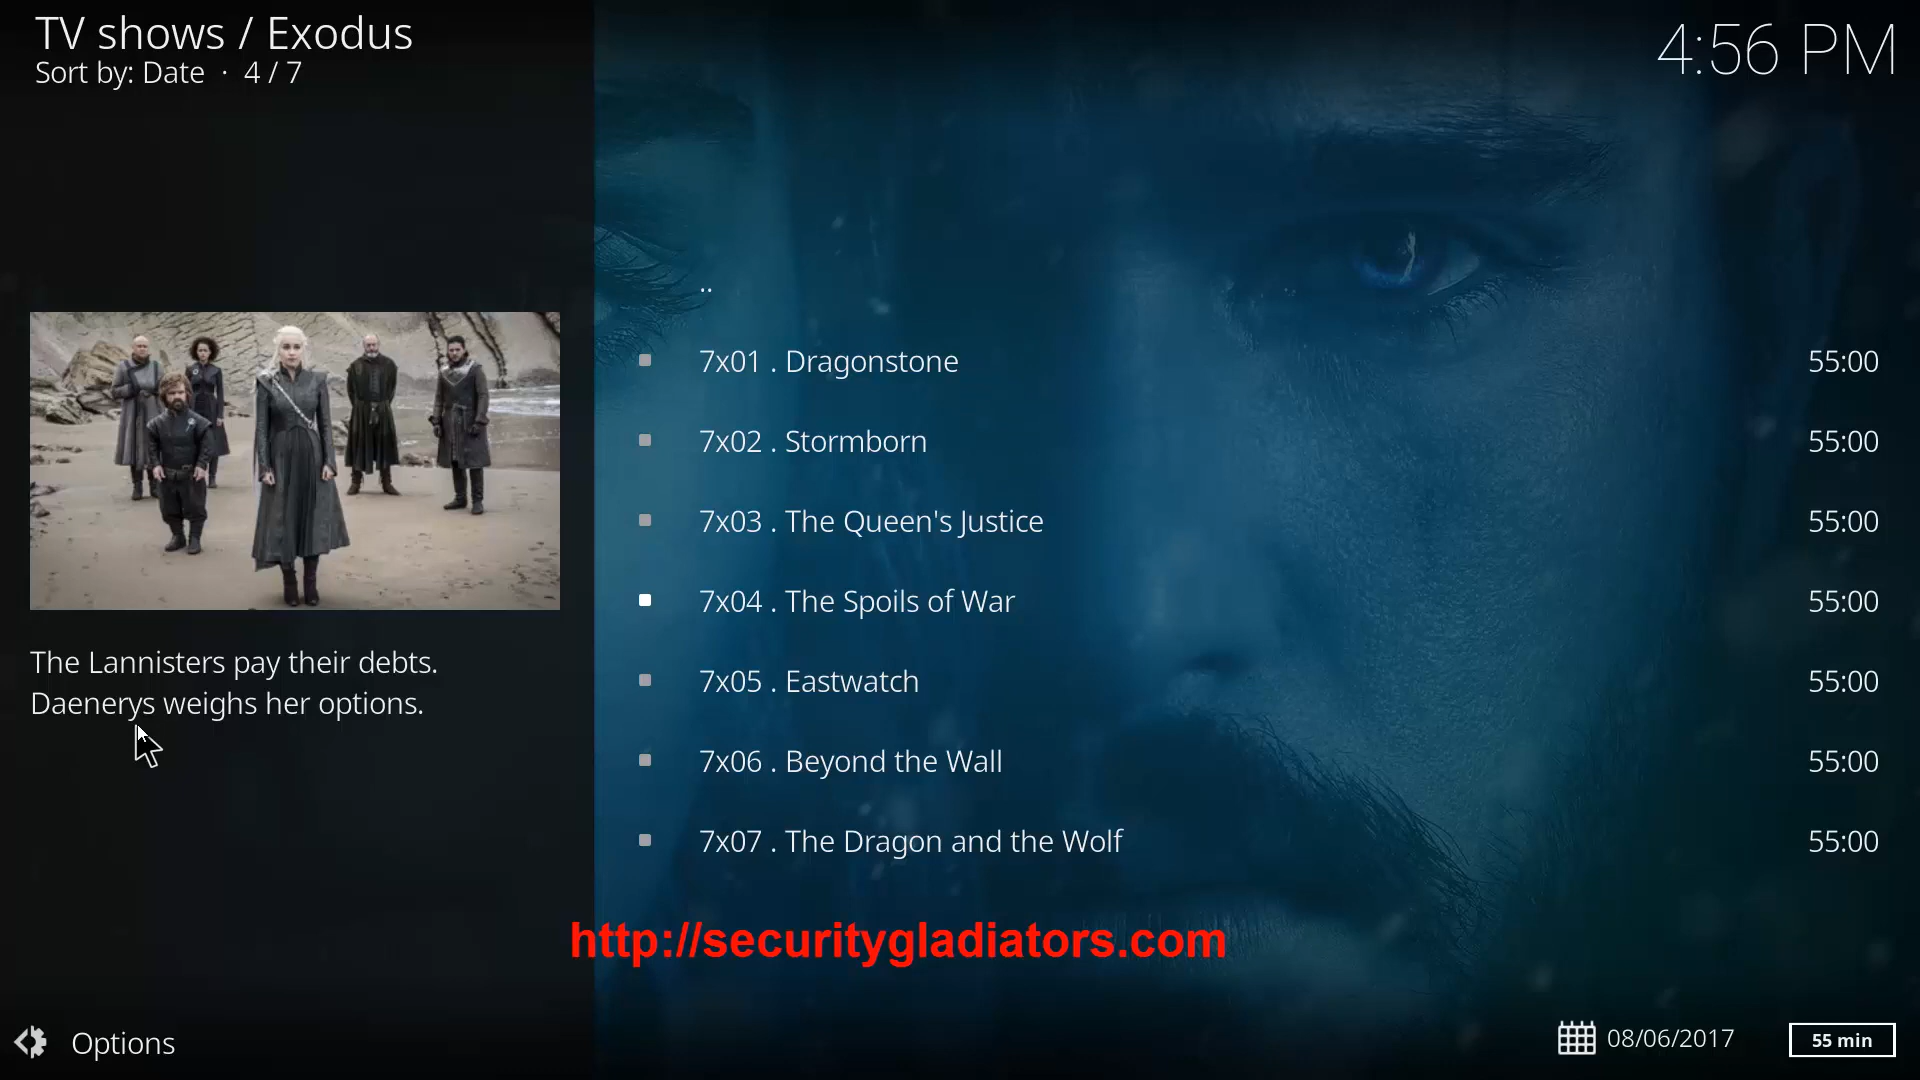 TV shows / Exodus
Sort by: Date · 4 / 7
4:56 PM
..
7x01 . Dragonstone 55:00
7x02 . Stormborn 55:00
7x03 . The Queen's Justice 55:00
7x04 . The Spoils of War 55:00
7x05 . Eastwatch 55:00
7x06 . Beyond the Wall 55:00
7x07 . The Dragon and the Wolf 55:00
The Lannisters pay their debts.
Daenerys weighs her options.
http://securitygladiators.com
Options
08/06/2017
55 min